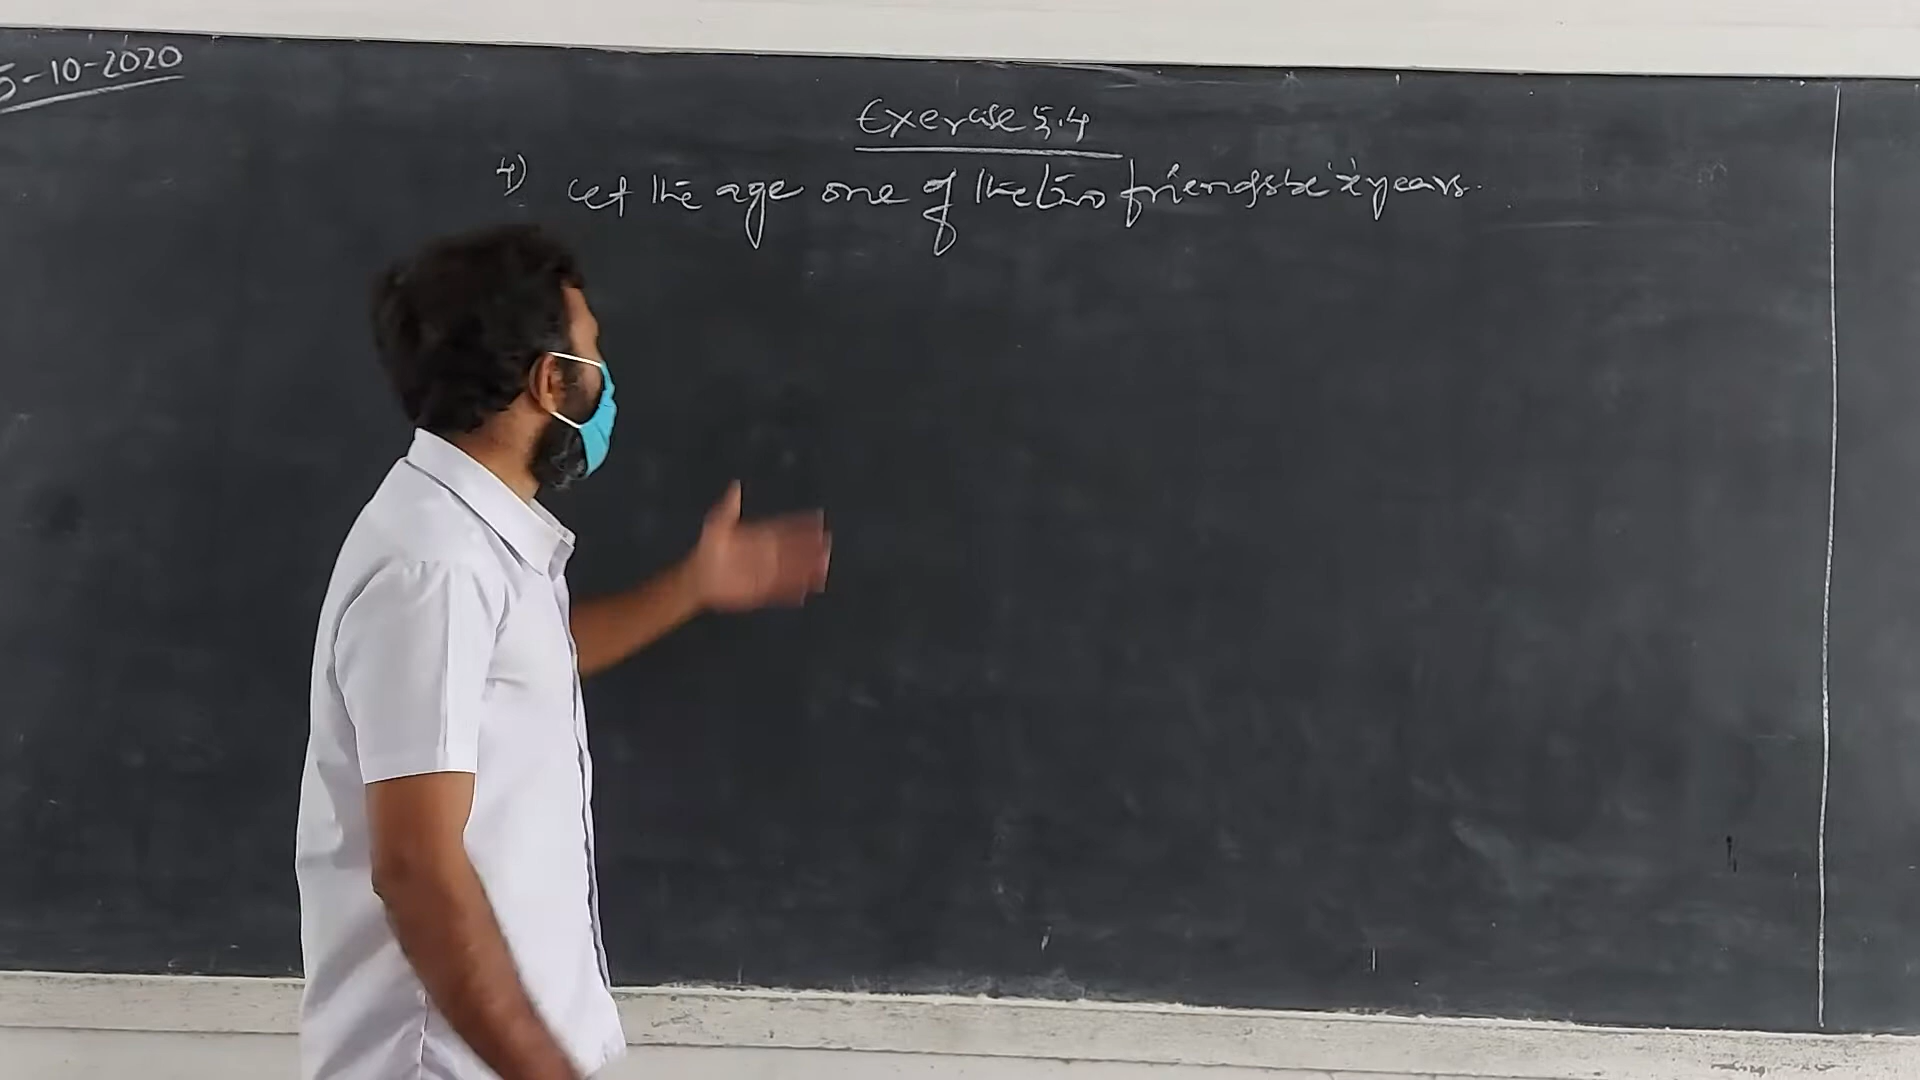 5-10-2020
Exercise 5.4
4) Let the age one of the two friends be 'x' years.